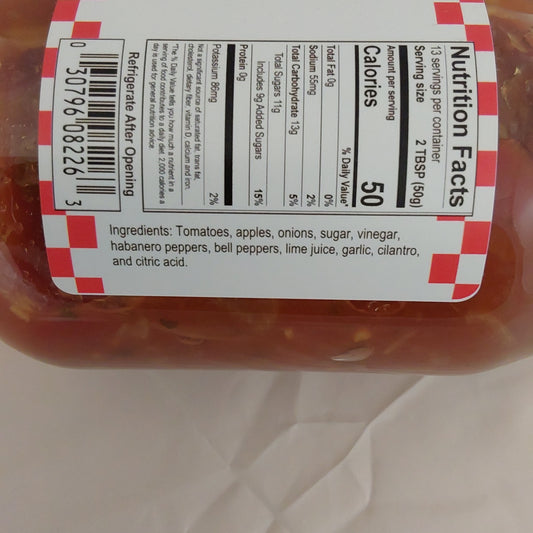 Nutrition Facts
13 servings per container
Serving size 2 TBSP (50g)
Amount per serving
Calories 50
% Daily Value*
Total Fat 0g 0%
Sodium 55mg 2%
Total Carbohydrate 13g 5%
Total Sugars 11g
Includes 9g Added Sugars 15%
Protein 0g
Potassium 86mg 2%
Not a significant source of saturated fat, trans fat,
cholesterol, dietary fiber, vitamin D, calcium and iron.
*The % Daily Value tells you how much a nutrient in a
serving of food contributes to a daily diet. 2,000 calories a
day is used for general nutrition advice.
Refrigerate After Opening
0 30796 08226 3
Ingredients: Tomatoes, apples, onions, sugar, vinegar,
habanero peppers, bell peppers, lime juice, garlic, cilantro,
and citric acid.